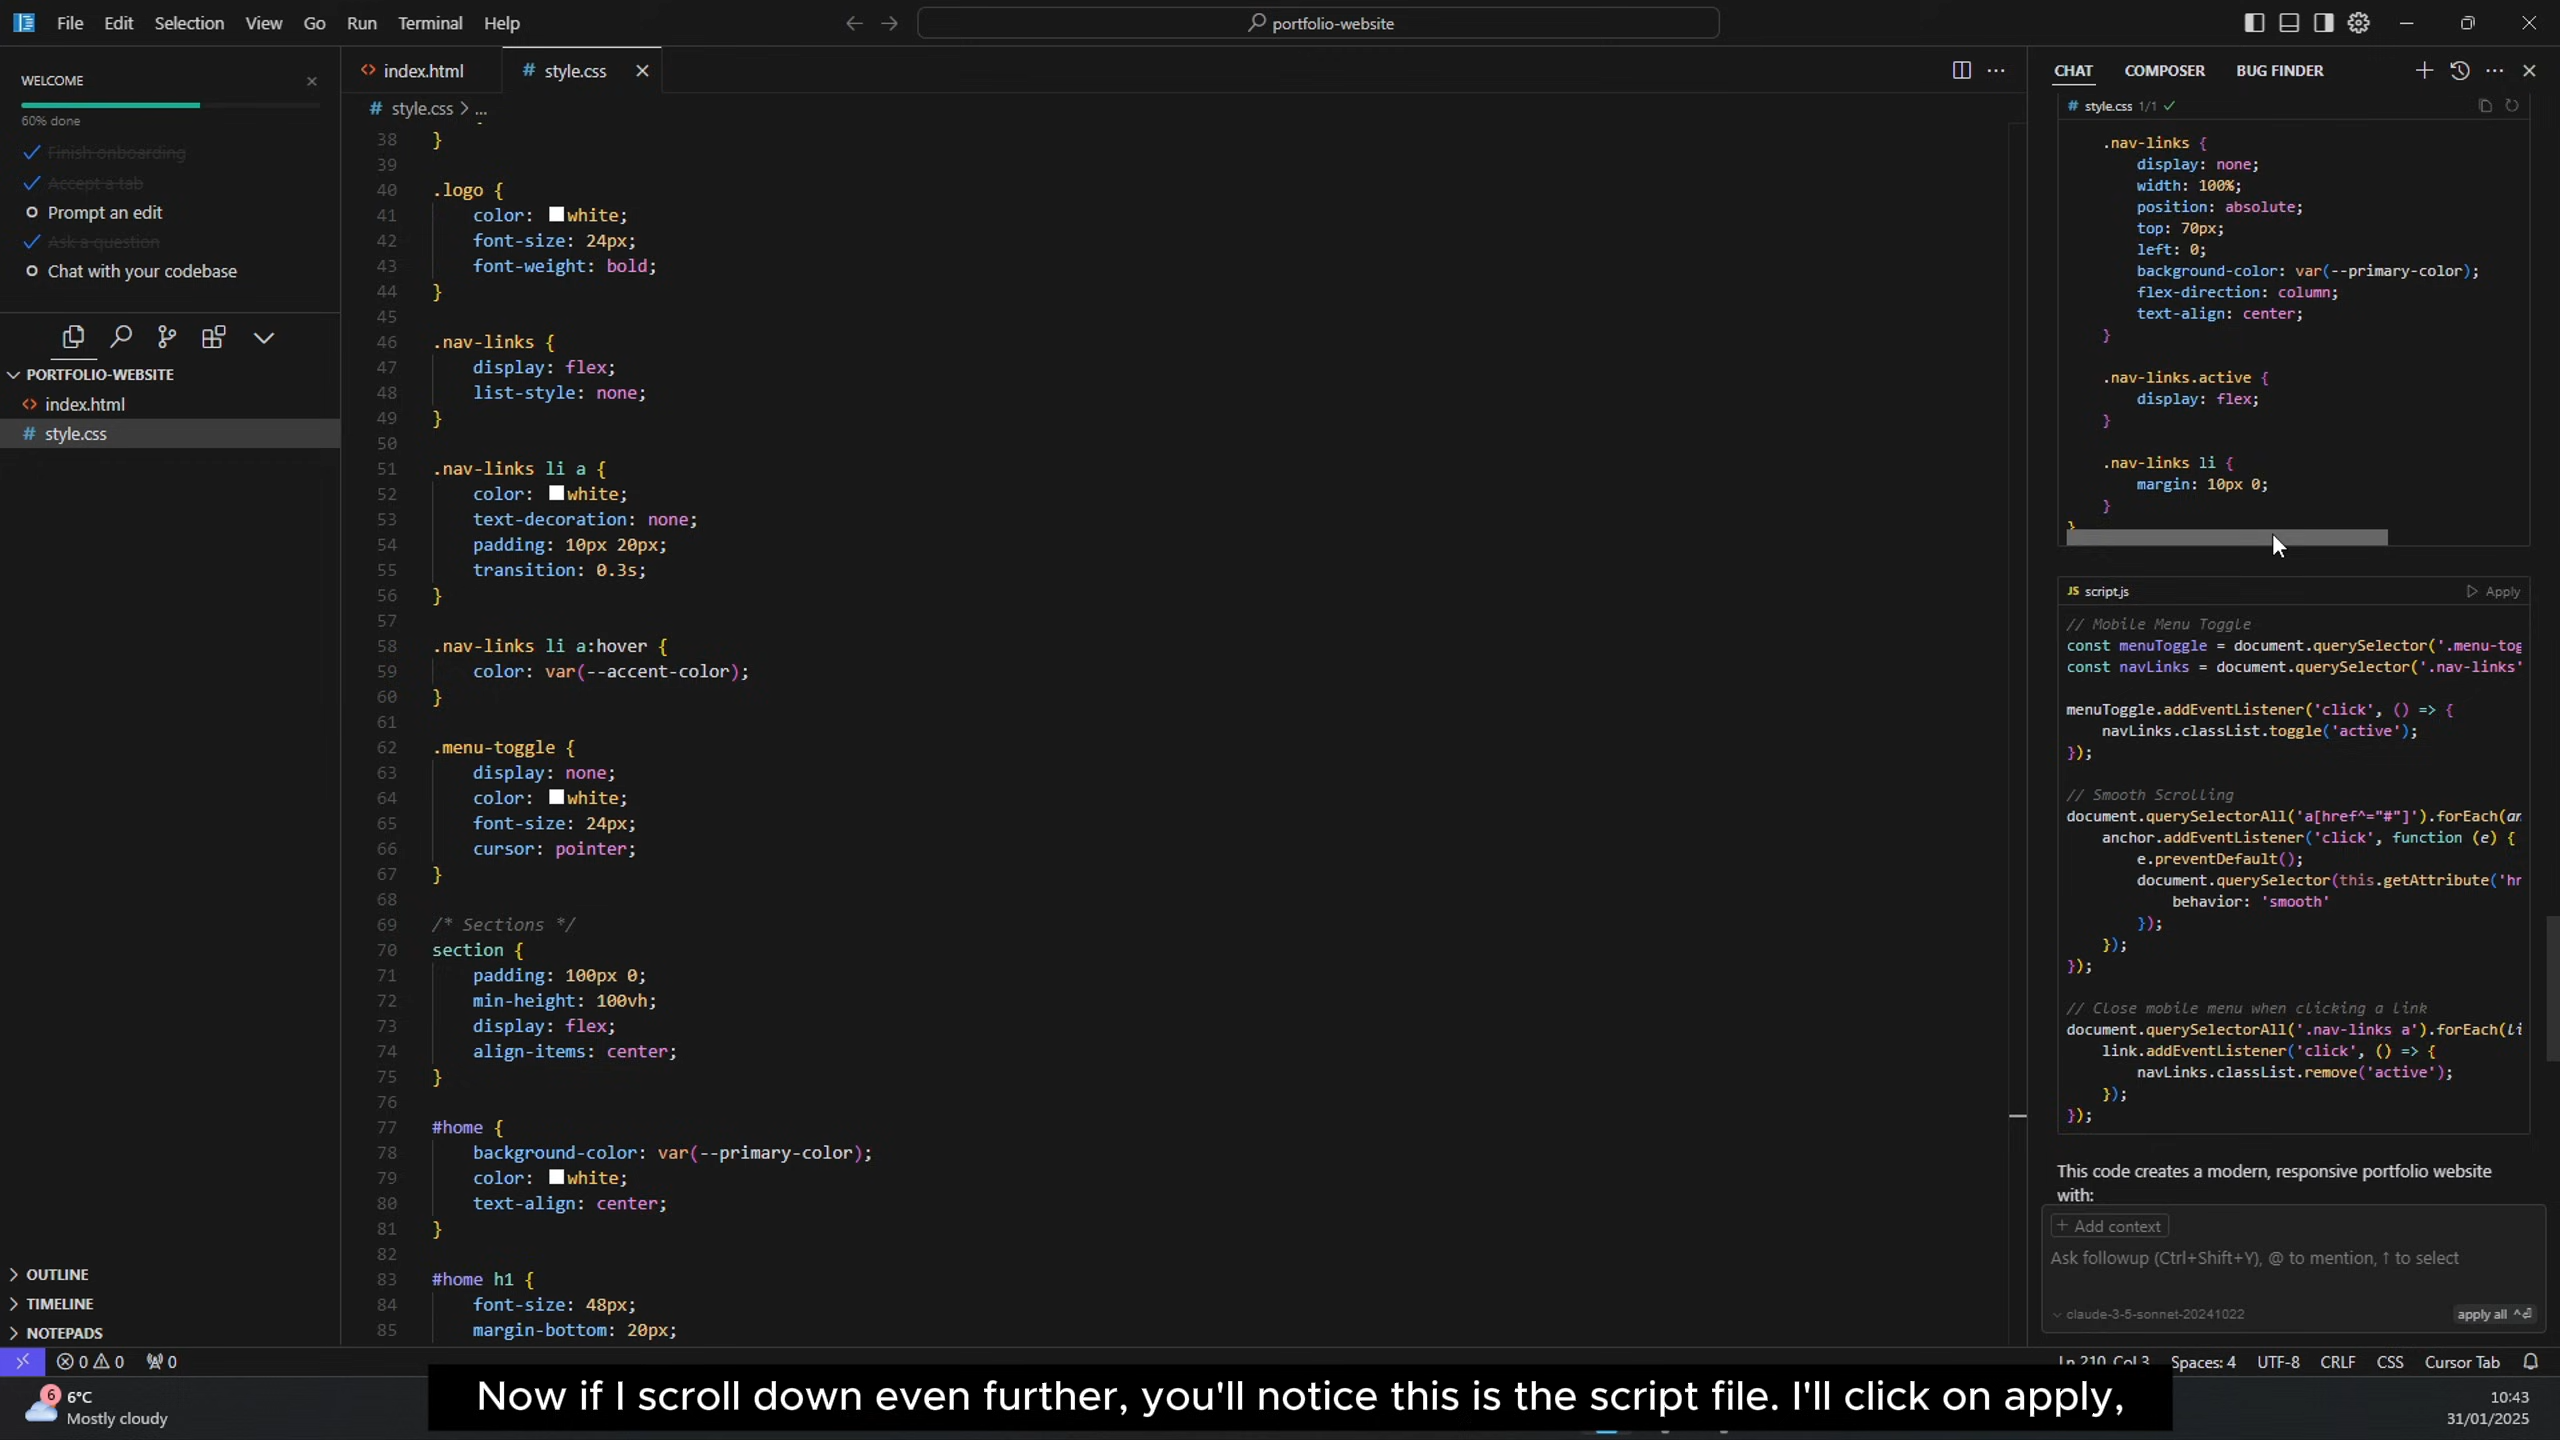 File Edit Selection View Go Run Terminal Help
portfolio-website
WELCOME
60% done
Finish onboarding
Accept a tab
Prompt an edit
Ask a question
Chat with your codebase
PORTFOLIO-WEBSITE
index.html
# style.css
OUTLINE
TIMELINE
NOTEPADS
index.html
# style.css
# style.css > ...
38 }
39
40 .logo {
41 color: white;
42 font-size: 24px;
43 font-weight: bold;
44 }
45
46 .nav-links {
47 display: flex;
48 list-style: none;
49 }
50
51 .nav-links li a {
52 color: white;
53 text-decoration: none;
54 padding: 10px 20px;
55 transition: 0.3s;
56 }
57
58 .nav-links li a:hover {
59 color: var(--accent-color);
60 }
61
62 .menu-toggle {
63 display: none;
64 color: white;
65 font-size: 24px;
66 cursor: pointer;
67 }
68
69 /* Sections */
70 section {
71 padding: 100px 0;
72 min-height: 100vh;
73 display: flex;
74 align-items: center;
75 }
76
77 #home {
78 background-color: var(--primary-color);
79 color: white;
80 text-align: center;
81 }
82
83 #home h1 {
84 font-size: 48px;
85 margin-bottom: 20px;
CHAT COMPOSER BUG FINDER
# style.css 1/1
.nav-links {
display: none;
width: 100%;
position: absolute;
top: 70px;
left: 0;
background-color: var(--primary-color);
flex-direction: column;
text-align: center;
}
.nav-links.active {
display: flex;
}
.nav-links li {
margin: 10px 0;
}
}
JS script.js Apply
// Mobile Menu Toggle
const menuToggle = document.querySelector('.menu-tog
const navLinks = document.querySelector('.nav-links'
menuToggle.addEventListener('click', () => {
navLinks.classList.toggle('active');
});
// Smooth Scrolling
document.querySelectorAll('a[href^="#"]').forEach(an
anchor.addEventListener('click', function (e) {
e.preventDefault();
document.querySelector(this.getAttribute('hr
behavior: 'smooth'
});
});
});
// Close mobile menu when clicking a link
document.querySelectorAll('.nav-links a').forEach(li
link.addEventListener('click', () => {
navLinks.classList.remove('active');
});
});
This code creates a modern, responsive portfolio website
with:
+ Add context
Ask followup (Ctrl+Shift+Y), @ to mention, ↑ to select
claude-3-5-sonnet-20241022 apply all ^⏎
0 0 0
Ln 210, Col 3 Spaces: 4 UTF-8 CRLF CSS Cursor Tab
Now if I scroll down even further, you'll notice this is the script file. I'll click on apply,
6
6°C
Mostly cloudy
10:43
31/01/2025